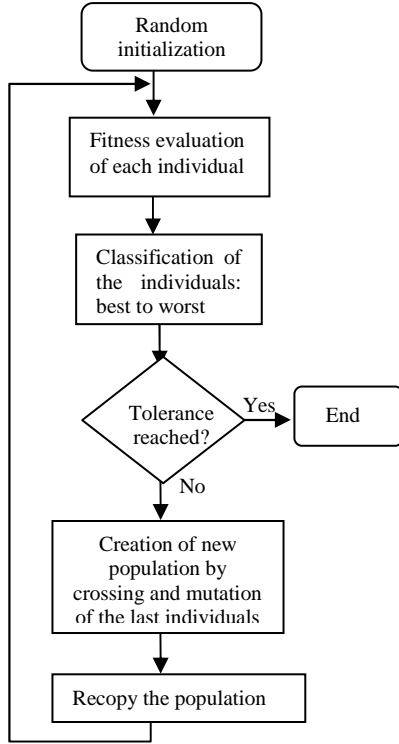 Random
initialization
Fitness evaluation
of each individual
Classification of
the individuals:
best to worst
Tolerance
reached?
Yes
End
No
Creation of new
population by
crossing and mutation
of the last individuals
Recopy the population